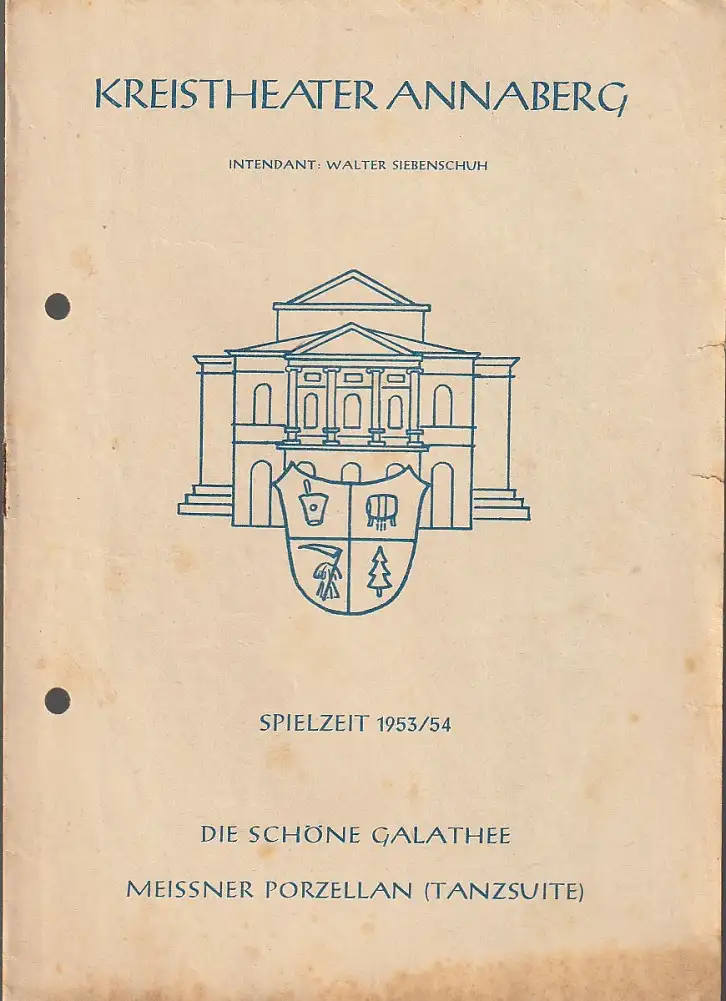 KREISTHEATER ANNABERG
INTENDANT: WALTER SIEBENSCHUH
SPIELZEIT 1953/54
DIE SCHÖNE GALATHEE
MEISSNER PORZELLAN (TANZSUITE)